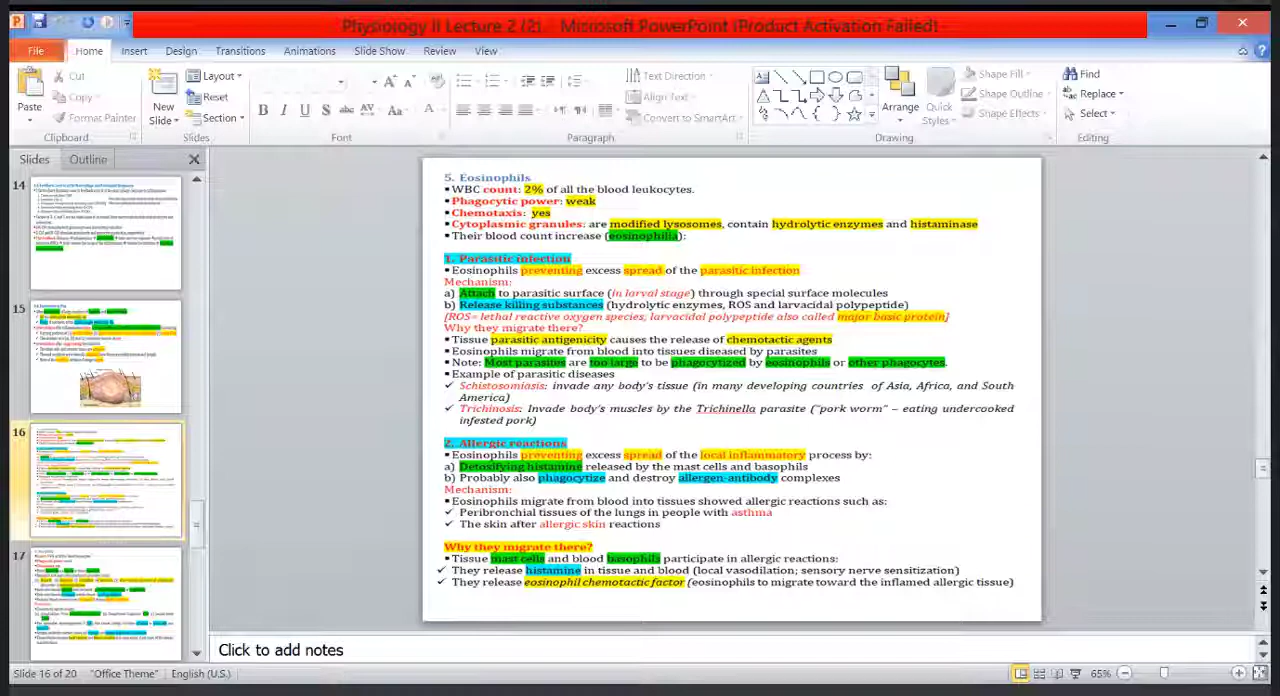 Physiology II Lecture 2 (2) - Microsoft PowerPoint (Product Activation Failed)
File Home Insert Design Transitions Animations Slide Show Review View
Paste
Cut
Copy
Format Painter
Clipboard
New Slide
Layout
Reset
Section
Slides
B I U S abc AV Aa A
Font
Text Direction
Align Text
Convert to SmartArt
Paragraph
Arrange
Quick Styles
Shape Fill
Shape Outline
Shape Effects
Drawing
Find
Replace
Select
Editing
Slides Outline
14
15
16
17
5. Eosinophils
▪WBC count: 2% of all the blood leukocytes.
▪Phagocytic power: weak
▪Chemotaxis: yes
▪Cytoplasmic granules: are modified lysosomes, contain hydrolytic enzymes and histaminase
▪Their blood count increase (eosinophilia):
1. Parasitic infection
▪Eosinophils preventing excess spread of the parasitic infection
Mechanism:
a) Attach to parasitic surface (in larval stage) through special surface molecules
b) Release killing substances (hydrolytic enzymes, ROS and larvacidal polypeptide)
[ROS= lethal reactive oxygen species, larvacidal polypeptide also called major basic protein]
Why they migrate there?
▪Tissue parasitic antigenicity causes the release of chemotactic agents
▪Eosinophils migrate from blood into tissues diseased by parasites
▪Note: Most parasites are too large to be phagocytized by eosinophils or other phagocytes.
▪Example of parasitic diseases
✓ Schistosomiasis: invade any body's tissue (in many developing countries of Asia, Africa, and South
America)
✓ Trichinosis: Invade body's muscles by the Trichinella parasite ("pork worm" – eating undercooked
infested pork)
2. Allergic reactions
▪Eosinophils preventing excess spread of the local inflammatory process by:
a) Detoxifying histamine released by the mast cells and basophils
b) Probably also phagocytize and destroy allergen-antibody complexes
Mechanism:
▪Eosinophils migrate from blood into tissues showed allergic reactions such as:
✓ Peribronchial tissues of the lungs in people with asthma
✓ The skin after allergic skin reactions
Why they migrate there?
▪Tissue mast cells and blood basophils participate in allergic reactions:
✓ They release histamine in tissue and blood (local vasodilation; sensory nerve sensitization)
✓ They release eosinophil chemotactic factor (eosinophils to migrate toward the inflamed allergic tissue)
Click to add notes
Slide 16 of 20 "Office Theme" English (U.S.) 65%